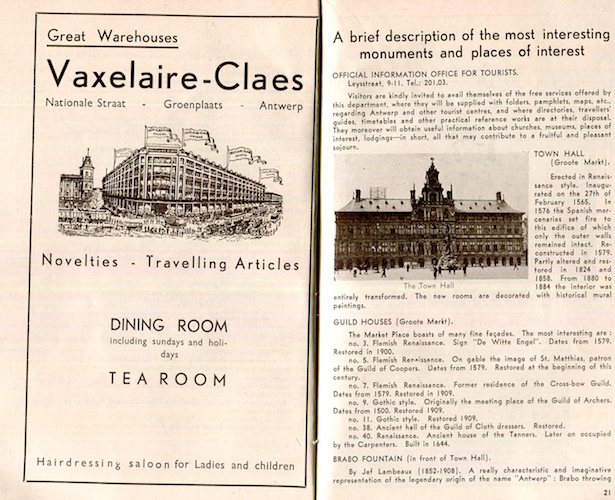 Great Warehouses
Vaxelaire-Claes
Nationale Straat - Groenplaats - Antwerp
Novelties - Travelling Articles
DINING ROOM
including sundays and holi-
days
TEA ROOM
Hairdressing saloon for Ladies and children
A brief description of the most interesting
monuments and places of interest
OFFICIAL INFORMATION OFFICE FOR TOURISTS.
Leysstraat, 9-11. Tel.: 201.03.
Visitors are kindly invited to avail themselves of the free services offered by
this department, where they will be supplied with folders, pamphlets, maps, etc.,
regarding Antwerp and other tourist centres, and where directories, travellers'
guides, timetables and other practical reference works are at their disposal.
They moreover will obtain useful information about churches, museums, places of
interest, lodgings—in short, all that may contribute to a fruitful and pleasant
sojourn.
TOWN HALL
(Groote Markt).
Erected in Renais-
sance style. Inaugu-
rated on the 27th of
February 1565. In
1576 the Spanish mer-
cenaries set fire to
this edifice of which
only the outer walls
remained intact. Re-
constructed in 1579.
Partly altered and res-
tored in 1824 and
1858. From 1880 to
1884 the interior was
The Town Hall
entirely transformed. The new rooms are decorated with historical mural
paintings.
GUILD HOUSES (Groote Markt).
The Market Place boasts of many fine façades. The most interesting are :
no. 3. Flemish Renaissance. Sign "De Witte Engel". Dates from 1579.
Restored in 1900.
no. 5. Flemish Renaissance. On gable the image of St. Matthias, patron
of the Guild of Coopers. Dates from 1579. Restored at the beginning of this
century.
no. 7. Flemish Renaissance. Former residence of the Cross-bow Guild.
Dates from 1579. Restored in 1909.
no. 9. Gothic style. Originally the meeting place of the Guild of Archers.
Dates from 1500. Restored 1909.
no. 11. Gothic style. Restored 1909.
no. 38. Ancient hall of the Guild of Cloth dressers. Restored.
no. 40. Renaissance. Ancient house of the Tanners. Later on occupied
by the Carpenters. Built in 1644.
BRABO FOUNTAIN (in front of Town Hall).
By Jef Lambeaux (1852-1908). A really characteristic and imaginative
representation of the legendary origin of the name "Antwerp" : Brabo throwing
21